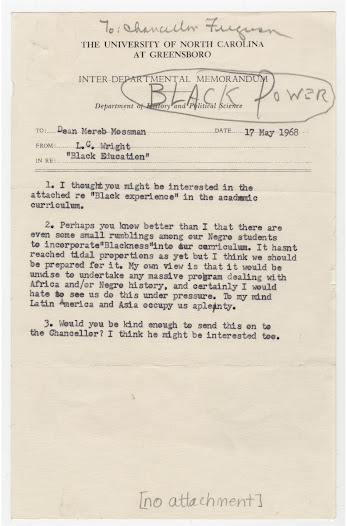 To: Chancellor Ferguson
THE UNIVERSITY OF NORTH CAROLINA
AT GREENSBORO
INTER-DEPARTMENTAL MEMORANDUM
BLACK POWER
Department of History and Political Science
TO: Dean Mereb Mossman DATE 17 May 1968
FROM: L.C. Wright
IN RE: "Black Education"
1. I thought you might be interested in the
attached re "Black experience" in the academic
curriculum.
2. Perhaps you know better than I that there are
even some small rumblings among our Negro students
to incorporate"Blackness"into our curriculum. It hasnt
reached tidal proportions as yet but I think we should
be prepared for it. My own view is that it would be
unwise to undertake any massive program dealing with
Africa and/or Negro history, and certainly I would
hate to see us do this under pressure. To my mind
Latin America and Asia occupy us aplenty.
3. Would you be kind enough to send this on to
the Chancellor? I think he might be interested too.
[no attachment]